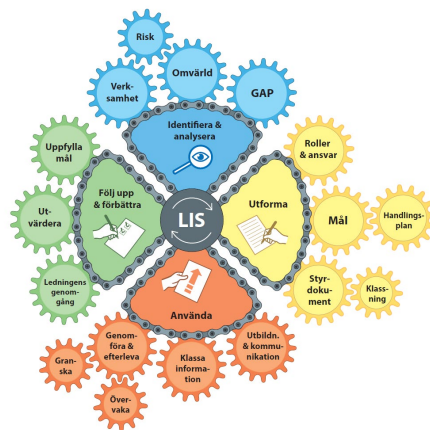 Risk
Verk-
samhet
Omvärld
GAP
Identifiera &
analysera
Uppfylla
mål
Roller
& ansvar
Följ upp
& förbättra
LIS
Utforma
Ut-
värdera
Mål
Handlings-
plan
Ledningens
genom-
gång
Styr-
doku-
ment
Klass-
ning
Använda
Genom-
föra &
efterleva
Klassa
informa-
tion
Utbildn.
& kommu-
nikation
Gran-
ska
Över-
vaka